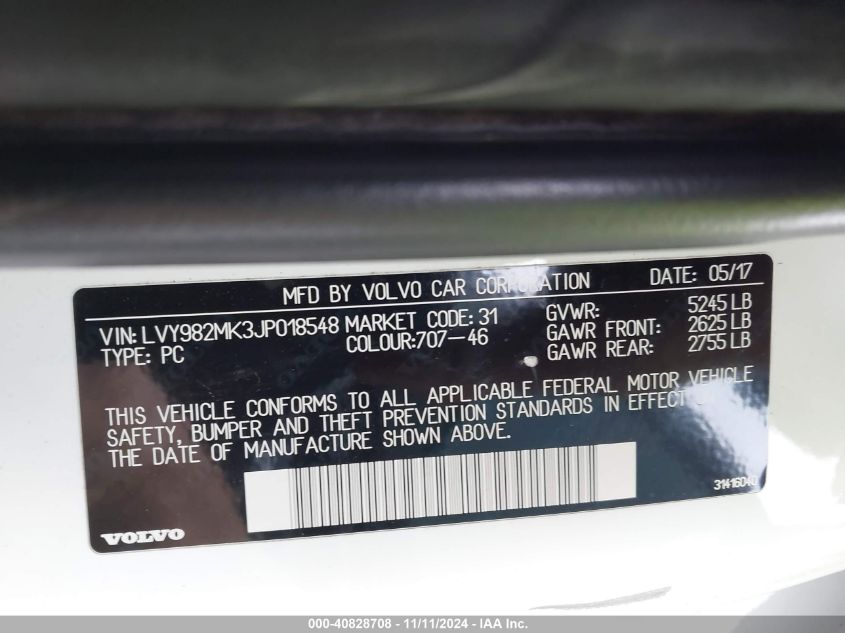 MFD BY VOLVO CAR CORPORATION DATE: 05/17
VIN: LVY982MK3JP018548 MARKET CODE: 31 GVWR: 5245 LB
TYPE: PC COLOUR:707-46 GAWR FRONT: 2625 LB
GAWR REAR: 2755 LB
THIS VEHICLE CONFORMS TO ALL APPLICABLE FEDERAL MOTOR VEHICLE
SAFETY, BUMPER AND THEFT PREVENTION STANDARDS IN EFFECT ON
THE DATE OF MANUFACTURE SHOWN ABOVE.
31416040
VOLVO
000-40828708 - 11/11/2024 - IAA Inc.